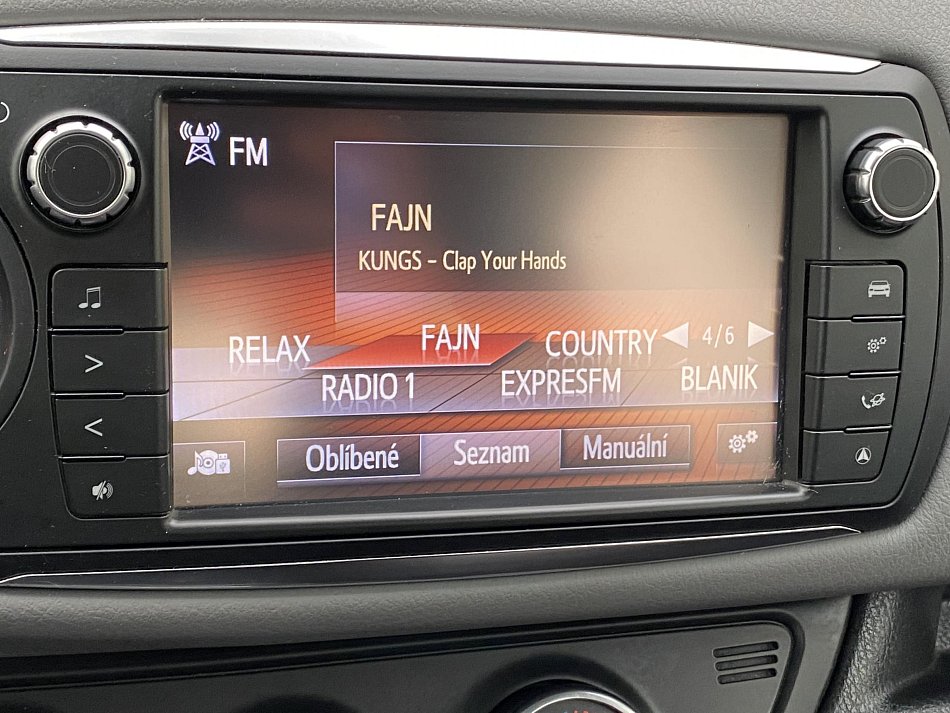 FM
FAJN
KUNGS - Clap Your Hands
RELAX FAJN COUNTRY 4/6
RADIO 1 EXPRESFM BLANIK
Oblíbené Seznam Manuální